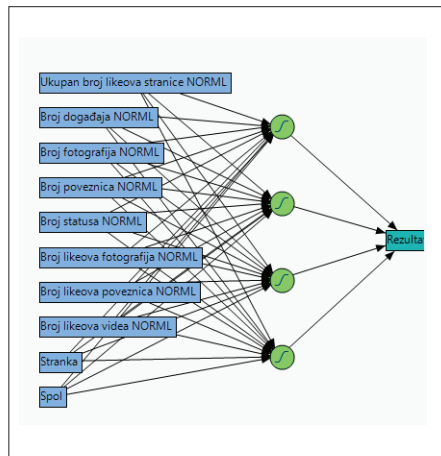 Ukupan broj likeova stranice NORML
Broj događaja NORML
Broj fotografija NORML
Broj poveznica NORML
Broj statusa NORML
Broj likeova fotografija NORML
Broj likeova poveznica NORML
Broj likeova videa NORML
Stranka
Spol
Rezultat